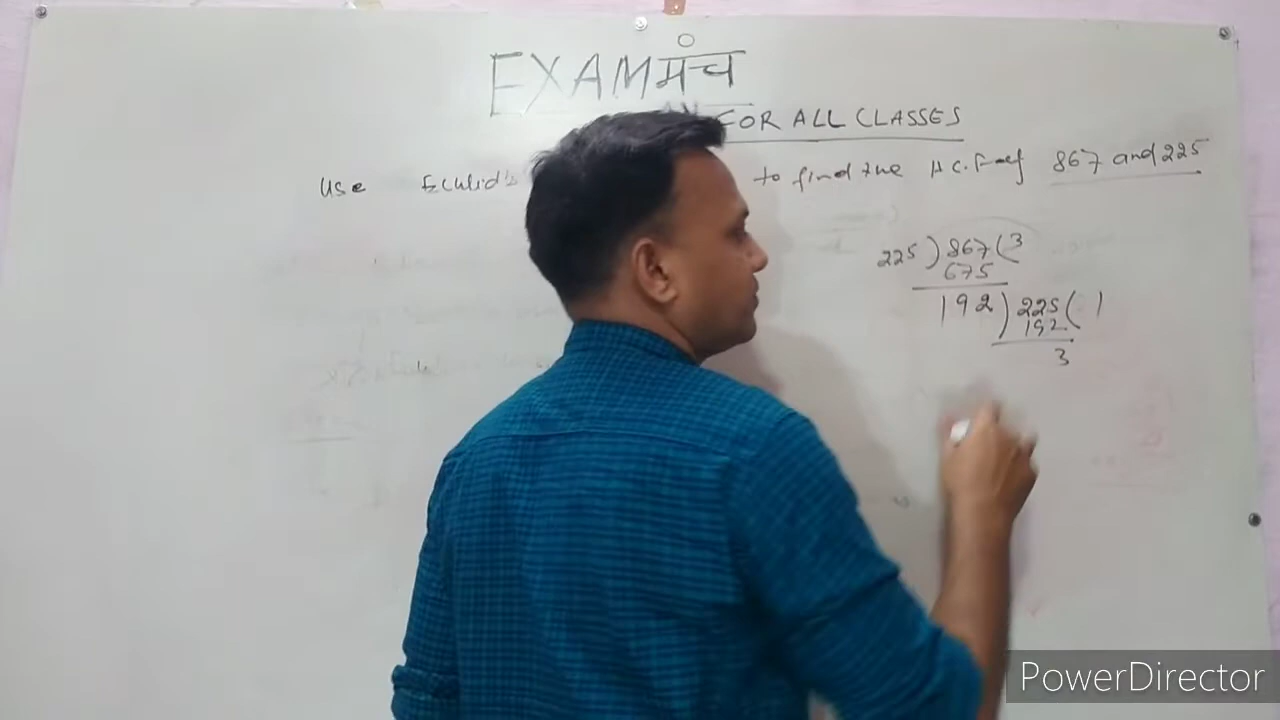 EXAMमंच
FOR ALL CLASSES
Use to find the H.C.F of 867 and 225
225 ) 867 ( 3
675
192 ) 225 ( 1
192
3
PowerDirector